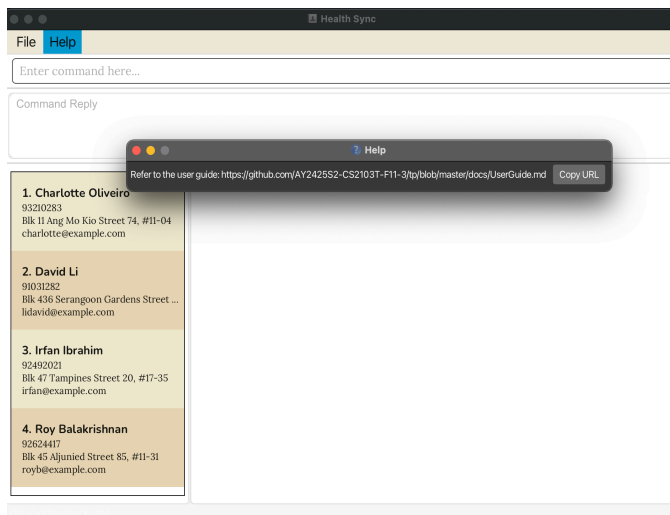 Health Sync
File Help
Enter command here...
Command Reply
Help
Refer to the user guide: https://github.com/AY2425S2-CS2103T-F11-3/tp/blob/master/docs/UserGuide.md Copy URL
1. Charlotte Oliveiro
93210283
Blk 11 Ang Mo Kio Street 74, #11-04
charlotte@example.com
2. David Li
91031282
Blk 436 Serangoon Gardens Street ...
lidavid@example.com
3. Irfan Ibrahim
92492021
Blk 47 Tampines Street 20, #17-35
irfan@example.com
4. Roy Balakrishnan
92624417
Blk 45 Aljunied Street 85, #11-31
royb@example.com